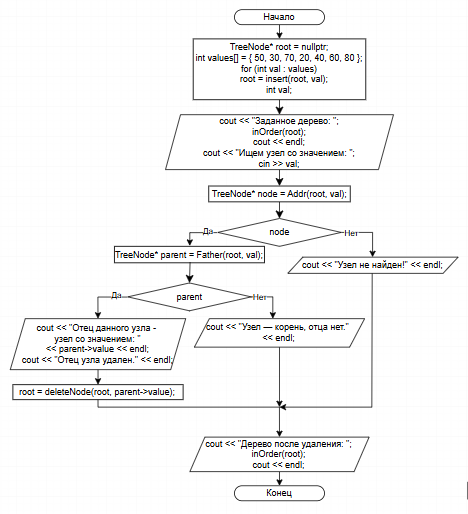 Начало
TreeNode* root = nullptr;
int values[] = { 50, 30, 70, 20, 40, 60, 80 };
for (int val : values)
root = insert(root, val);
int val;
cout << "Заданное дерево: ";
inOrder(root);
cout << endl;
cout << "Ищем узел со значением: ";
cin >> val;
TreeNode* node = Addr(root, val);
node
Да
Нет
TreeNode* parent = Father(root, val);
cout << "Узел не найден!" << endl;
parent
Да
Нет
cout << "Отец данного узла -
узел со значением: "
<< parent->value << endl;
cout << "Отец узла удален." << endl;
cout << "Узел — корень, отца нет."
<< endl;
root = deleteNode(root, parent->value);
cout << "Дерево после удаления: ";
inOrder(root);
cout << endl;
Конец